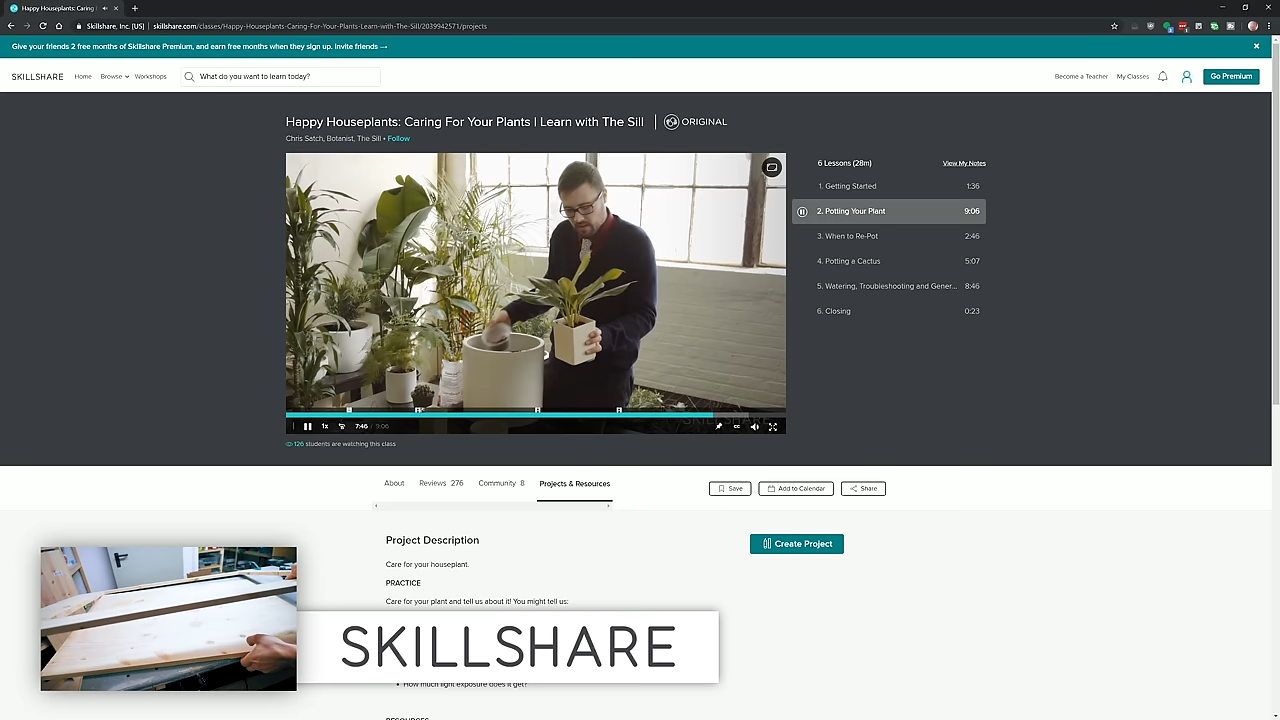 Happy Houseplants: Caring
Skillshare, Inc. [US] | skillshare.com/classes/Happy-Houseplants-Caring-For-Your-Plants-Learn-with-The-Sill/2039942571/projects
Give your friends 2 free months of Skillshare Premium, and earn free months when they sign up. Invite friends →
SKILLSHARE Home Browse Workshops What do you want to learn today? Become a Teacher My Classes Go Premium
Happy Houseplants: Caring For Your Plants | Learn with The Sill | ORIGINAL
Chris Satch, Botanist, The Sill • Follow
6 Lessons (28m) View My Notes
1. Getting Started 1:36
2. Potting Your Plant 9:06
3. When to Re-Pot 2:46
4. Potting a Cactus 5:07
5. Watering, Troubleshooting and Gener... 8:46
6. Closing 0:23
SKILLSHARE
1x 7:46 / 9:06 CC
126 students are watching this class
About Reviews 276 Community 8 Projects & Resources Save Add to Calendar Share
Project Description
Create Project
Care for your houseplant.
PRACTICE
Care for your plant and tell us about it! You might tell us:
SKILLSHARE
• How much light exposure does it get?
RESOURCES